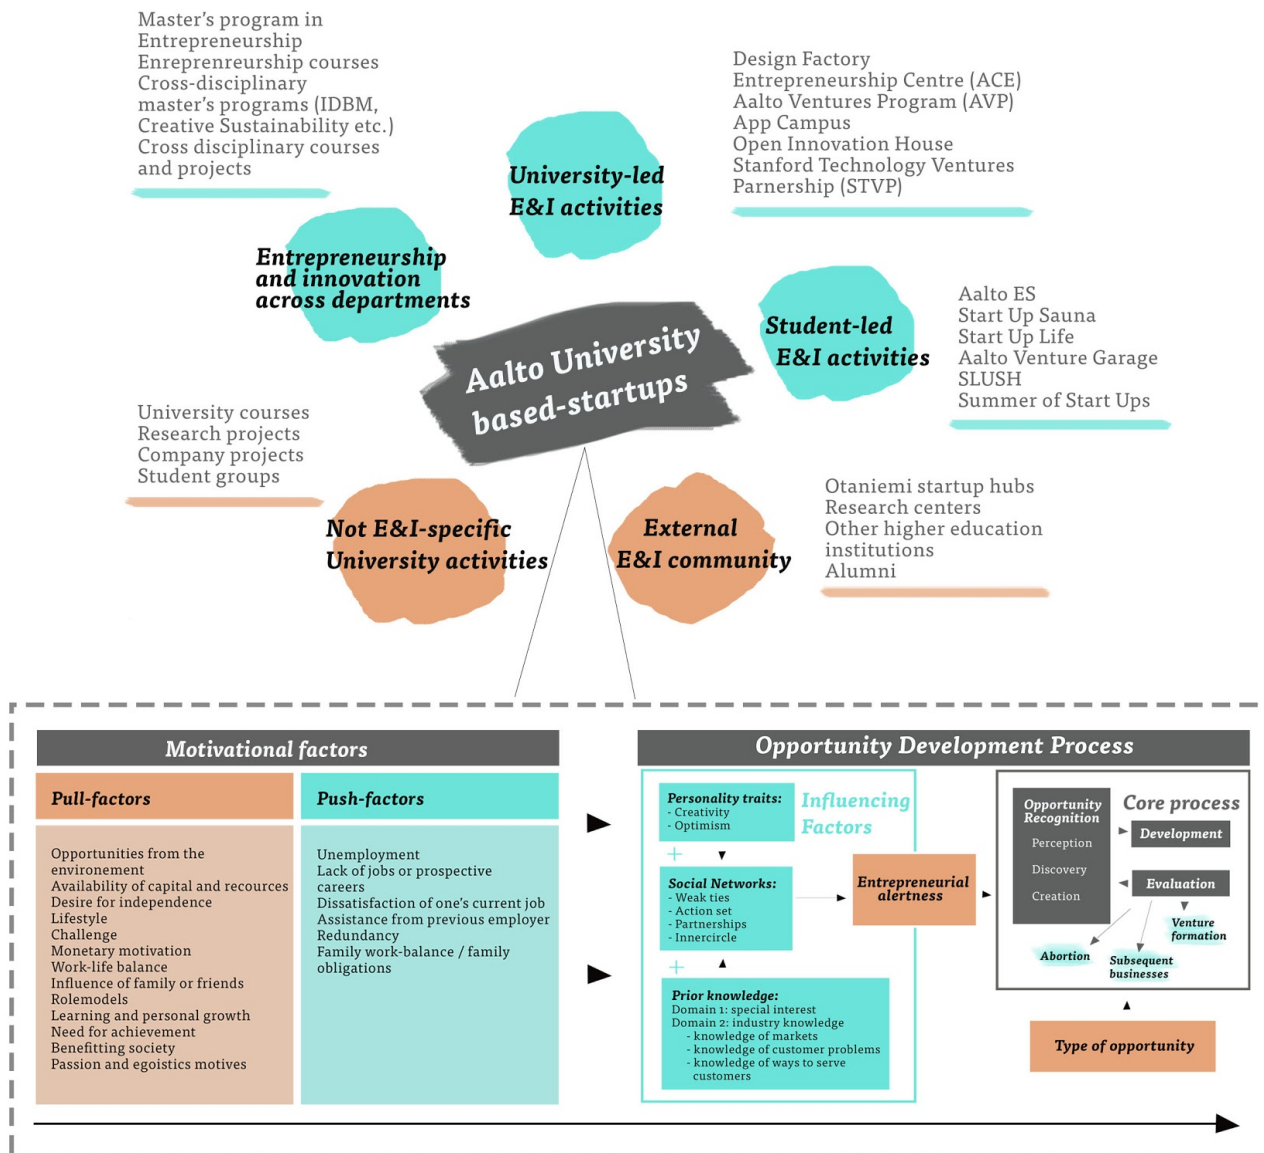 Master's program in
Entrepreneurship
Enreprenreurship courses
Cross-disciplinary
master's programs (IDBM,
Creative Sustainability etc.)
Cross disciplinary courses
and projects
Design Factory
Entrepreneurship Centre (ACE)
Aalto Ventures Program (AVP)
App Campus
Open Innovation House
Stanford Technology Ventures
Parnership (STVP)
University-led
E&I activities
Entrepreneurship
and innovation
across departments
Student-led
E&I activities
Aalto ES
Start Up Sauna
Start Up Life
Aalto Venture Garage
SLUSH
Summer of Start Ups
Aalto University
based-startups
University courses
Research projects
Company projects
Student groups
Not E&I-specific
University activities
External
E&I community
Otaniemi startup hubs
Research centers
Other higher education
institutions
Alumni
Motivational factors
Pull-factors
Opportunities from the
environement
Availability of capital and recources
Desire for independence
Lifestyle
Challenge
Monetary motivation
Work-life balance
Influence of family or friends
Rolemodels
Learning and personal growth
Need for achievement
Benefitting society
Passion and egoistics motives
Push-factors
Unemployment
Lack of jobs or prospective
careers
Dissatisfaction of one's current job
Assistance from previous employer
Redundancy
Family work-balance / family
obligations
Opportunity Development Process
Influencing
Factors
Personality traits:
- Creativity
- Optimism
+
Social Networks:
- Weak ties
- Action set
- Partnerships
- Innercircle
+
Prior knowledge:
Domain 1: special interest
Domain 2: industry knowledge
- knowledge of markets
- knowledge of customer problems
- knowledge of ways to serve
customers
Entrepreneurial
alertness
Core process
Opportunity
Recognition
Perception
Discovery
Creation
Development
Evaluation
Venture
formation
Abortion
Subsequent
businesses
Type of opportunity